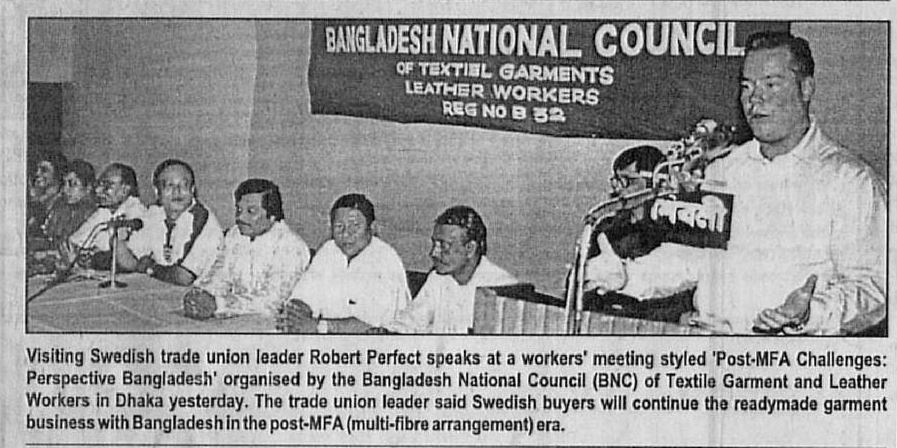 BANGLADESH NATIONAL COUNCIL
OF TEXTIEL GARMENTS
LEATHER WORKERS
REG NO B 32
শিবলী
Visiting Swedish trade union leader Robert Perfect speaks at a workers' meeting styled 'Post-MFA Challenges:
Perspective Bangladesh' organised by the Bangladesh National Council (BNC) of Textile Garment and Leather
Workers in Dhaka yesterday. The trade union leader said Swedish buyers will continue the readymade garment
business with Bangladesh in the post-MFA (multi-fibre arrangement) era.